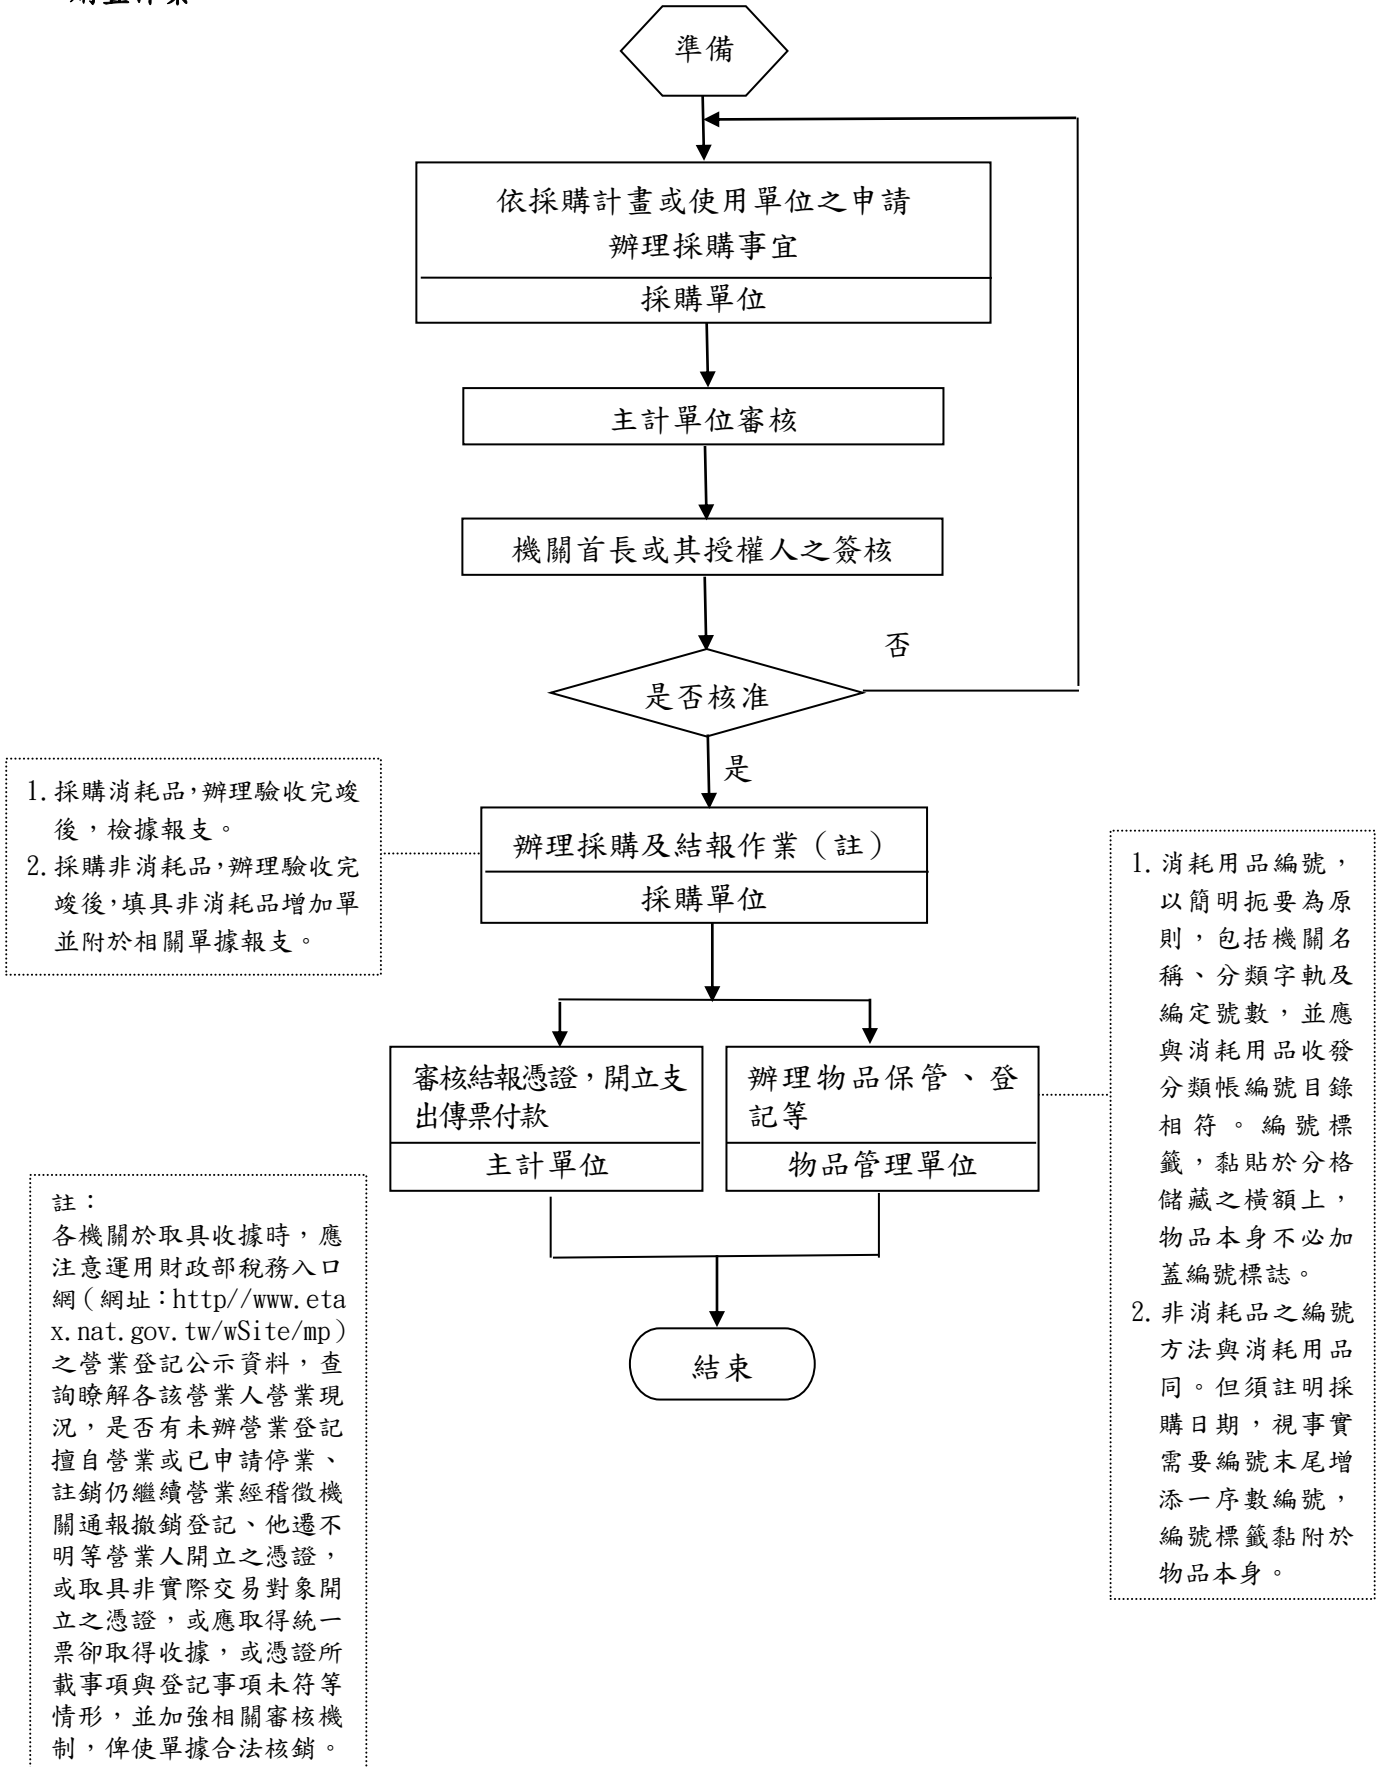 準備
依採購計畫或使用單位之申請
辦理採購事宜
採購單位
主計單位審核
機關首長或其授權人之簽核
否
是否核准
是
1.採購消耗品,辦理驗收完竣
後，檢據報支。
2.採購非消耗品,辦理驗收完
竣後,填具非消耗品增加單
並附於相關單據報支。
辦理採購及結報作業（註）
採購單位
審核結報憑證，開立支
出傳票付款
主計單位
辦理物品保管、登
記等
物品管理單位
1.消耗用品編號，
以簡明扼要為原
則，包括機關名
稱、分類字軌及
編定號數，並應
與消耗用品收發
分類帳編號目錄
相符。編號標
籤，黏貼於分格
儲藏之橫額上，
物品本身不必加
蓋編號標誌。
2.非消耗品之編號
方法與消耗用品
同。但須註明採
購日期，視事實
需要編號末尾增
添一序數編號，
編號標籤黏附於
物品本身。
註：
各機關於取具收據時，應
注意運用財政部稅務入口
網（網址：http//www.eta
x.nat.gov.tw/wSite/mp）
之營業登記公示資料，查
詢瞭解各該營業人營業現
況，是否有未辦營業登記
擅自營業或已申請停業、
註銷仍繼續營業經稽徵機
關通報撤銷登記、他遷不
明等營業人開立之憑證，
或取具非實際交易對象開
立之憑證，或應取得統一
票卻取得收據，或憑證所
載事項與登記事項未符等
情形，並加強相關審核機
制，俾使單據合法核銷。
結束